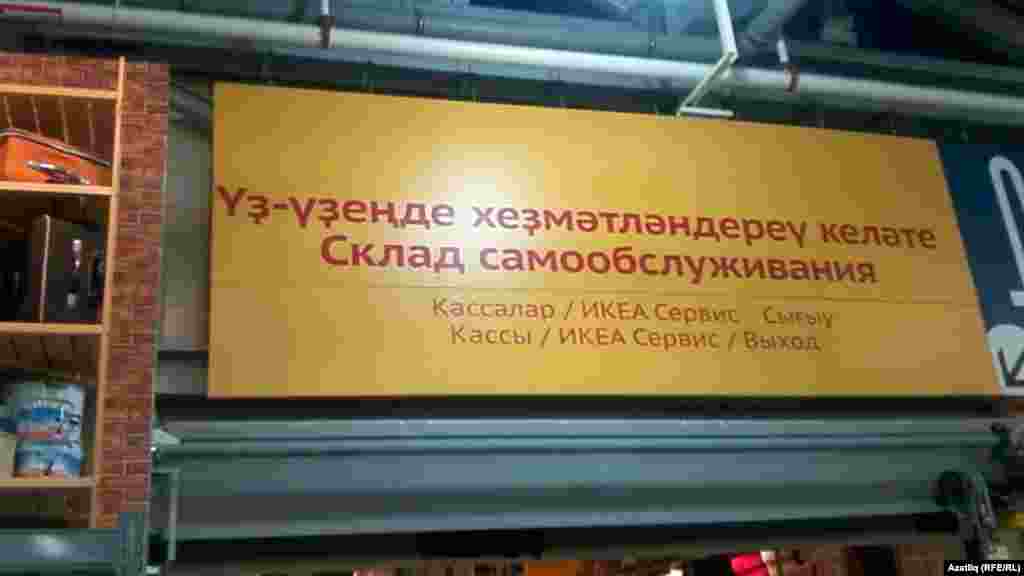 Үҙ-үҙеңде хеҙмәтләндереү келәте
Склад самообслуживания
Кассалар / ИКЕА Сервис Сығыу
Кассы / ИКЕА Сервис / Выход
Azatliq (RFE/RL)